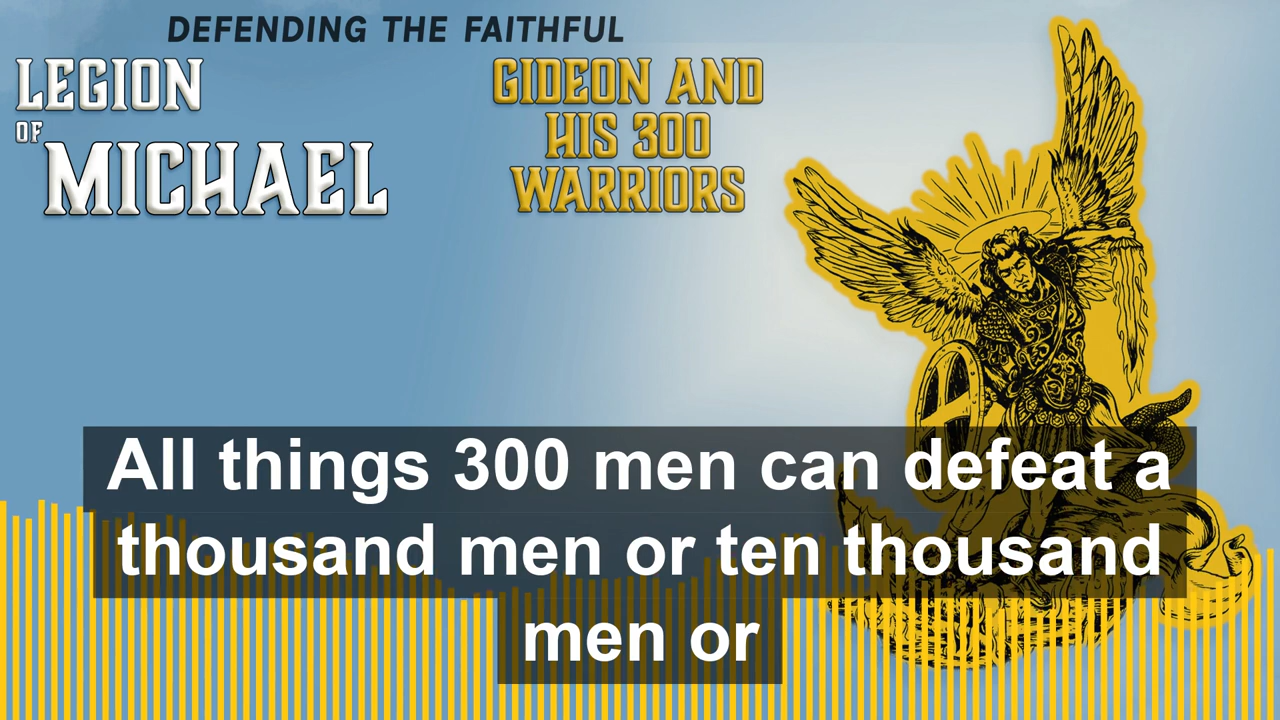 DEFENDING THE FAITHFUL
LEGION
OF
MICHAEL
GIDEON AND
HIS 300
WARRIORS
All things 300 men can defeat a
thousand men or ten thousand
men or